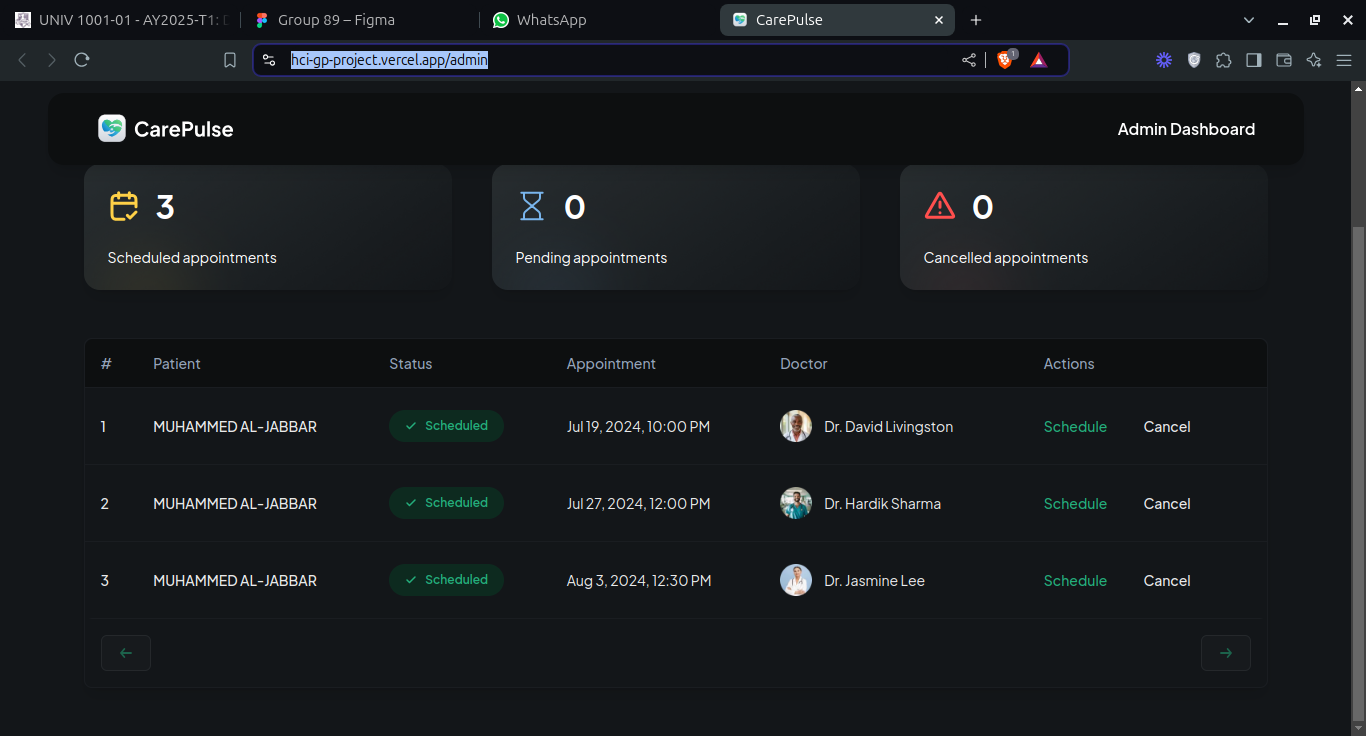 UNIV 1001-01 - AY2025-T1:
Group 89 – Figma
WhatsApp
CarePulse
hci-gp-project.vercel.app/admin
1
CarePulse
Admin Dashboard
3
0
0
Scheduled appointments
Pending appointments
Cancelled appointments
# Patient Status Appointment Doctor Actions
1 MUHAMMED AL-JABBAR Scheduled Jul 19, 2024, 10:00 PM Dr. David Livingston Schedule Cancel
2 MUHAMMED AL-JABBAR Scheduled Jul 27, 2024, 12:00 PM Dr. Hardik Sharma Schedule Cancel
3 MUHAMMED AL-JABBAR Scheduled Aug 3, 2024, 12:30 PM Dr. Jasmine Lee Schedule Cancel